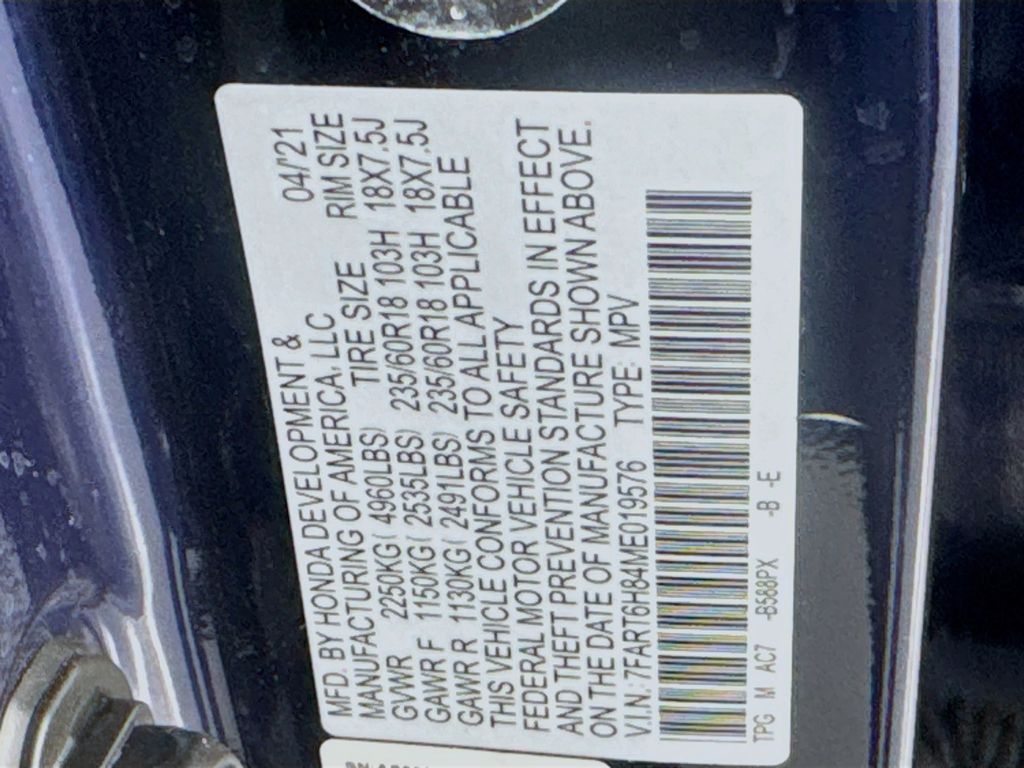 MFD. BY HONDA DEVELOPMENT & 04/'21
MANUFACTURING OF AMERICA, LLC
TIRE SIZE RIM SIZE
GVWR 2250KG( 4960LBS) 235/60R18 103H 18X7.5J
GAWR F 1150KG( 2535LBS) 235/60R18 103H 18X7.5J
GAWR R 1130KG( 2491LBS)
THIS VEHICLE CONFORMS TO ALL APPLICABLE
FEDERAL MOTOR VEHICLE SAFETY
AND THEFT PREVENTION STANDARDS IN EFFECT
ON THE DATE OF MANUFACTURE SHOWN ABOVE.
V.I.N.: 7FART6H84ME019576 TYPE: MPV
TPG M AC7 -B588PX -B -E